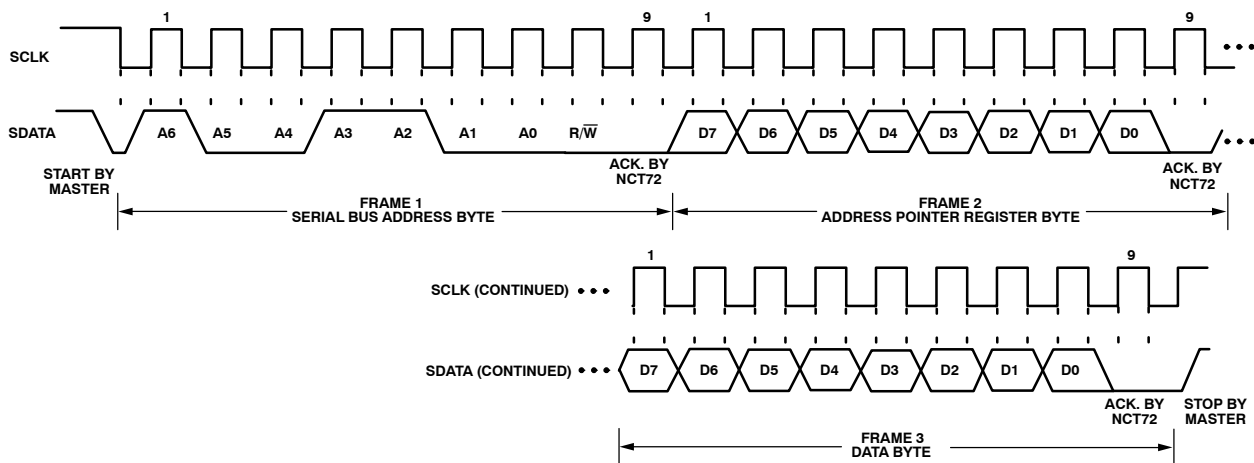 1 9 1 9
SCLK
SDATA A6 A5 A4 A3 A2 A1 A0 R/W̅ D7 D6 D5 D4 D3 D2 D1 D0
START BY
MASTER
ACK. BY
NCT72
ACK. BY
NCT72
FRAME 1
SERIAL BUS ADDRESS BYTE
FRAME 2
ADDRESS POINTER REGISTER BYTE
1 9
SCLK (CONTINUED)
SDATA (CONTINUED) D7 D6 D5 D4 D3 D2 D1 D0
ACK. BY
NCT72
STOP BY
MASTER
FRAME 3
DATA BYTE